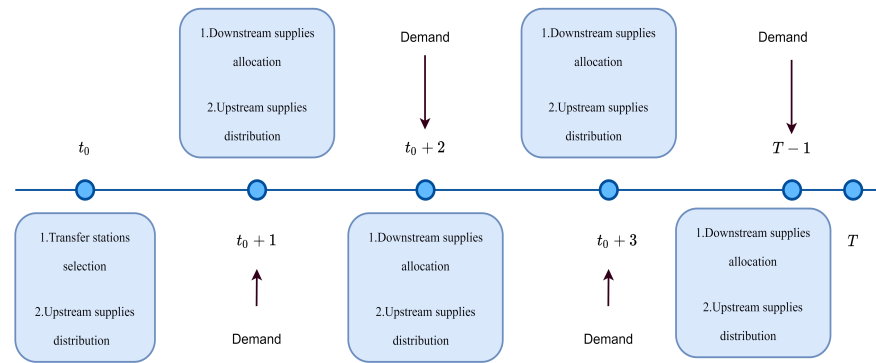 1.Downstream supplies
allocation
2.Upstream supplies
distribution
Demand
1.Downstream supplies
allocation
2.Upstream supplies
distribution
Demand
t₀
t₀ + 2
T − 1
1.Transfer stations
selection
2.Upstream supplies
distribution
t₀ + 1
Demand
1.Downstream supplies
allocation
2.Upstream supplies
distribution
t₀ + 3
Demand
1.Downstream supplies
allocation
2.Upstream supplies
distribution
T